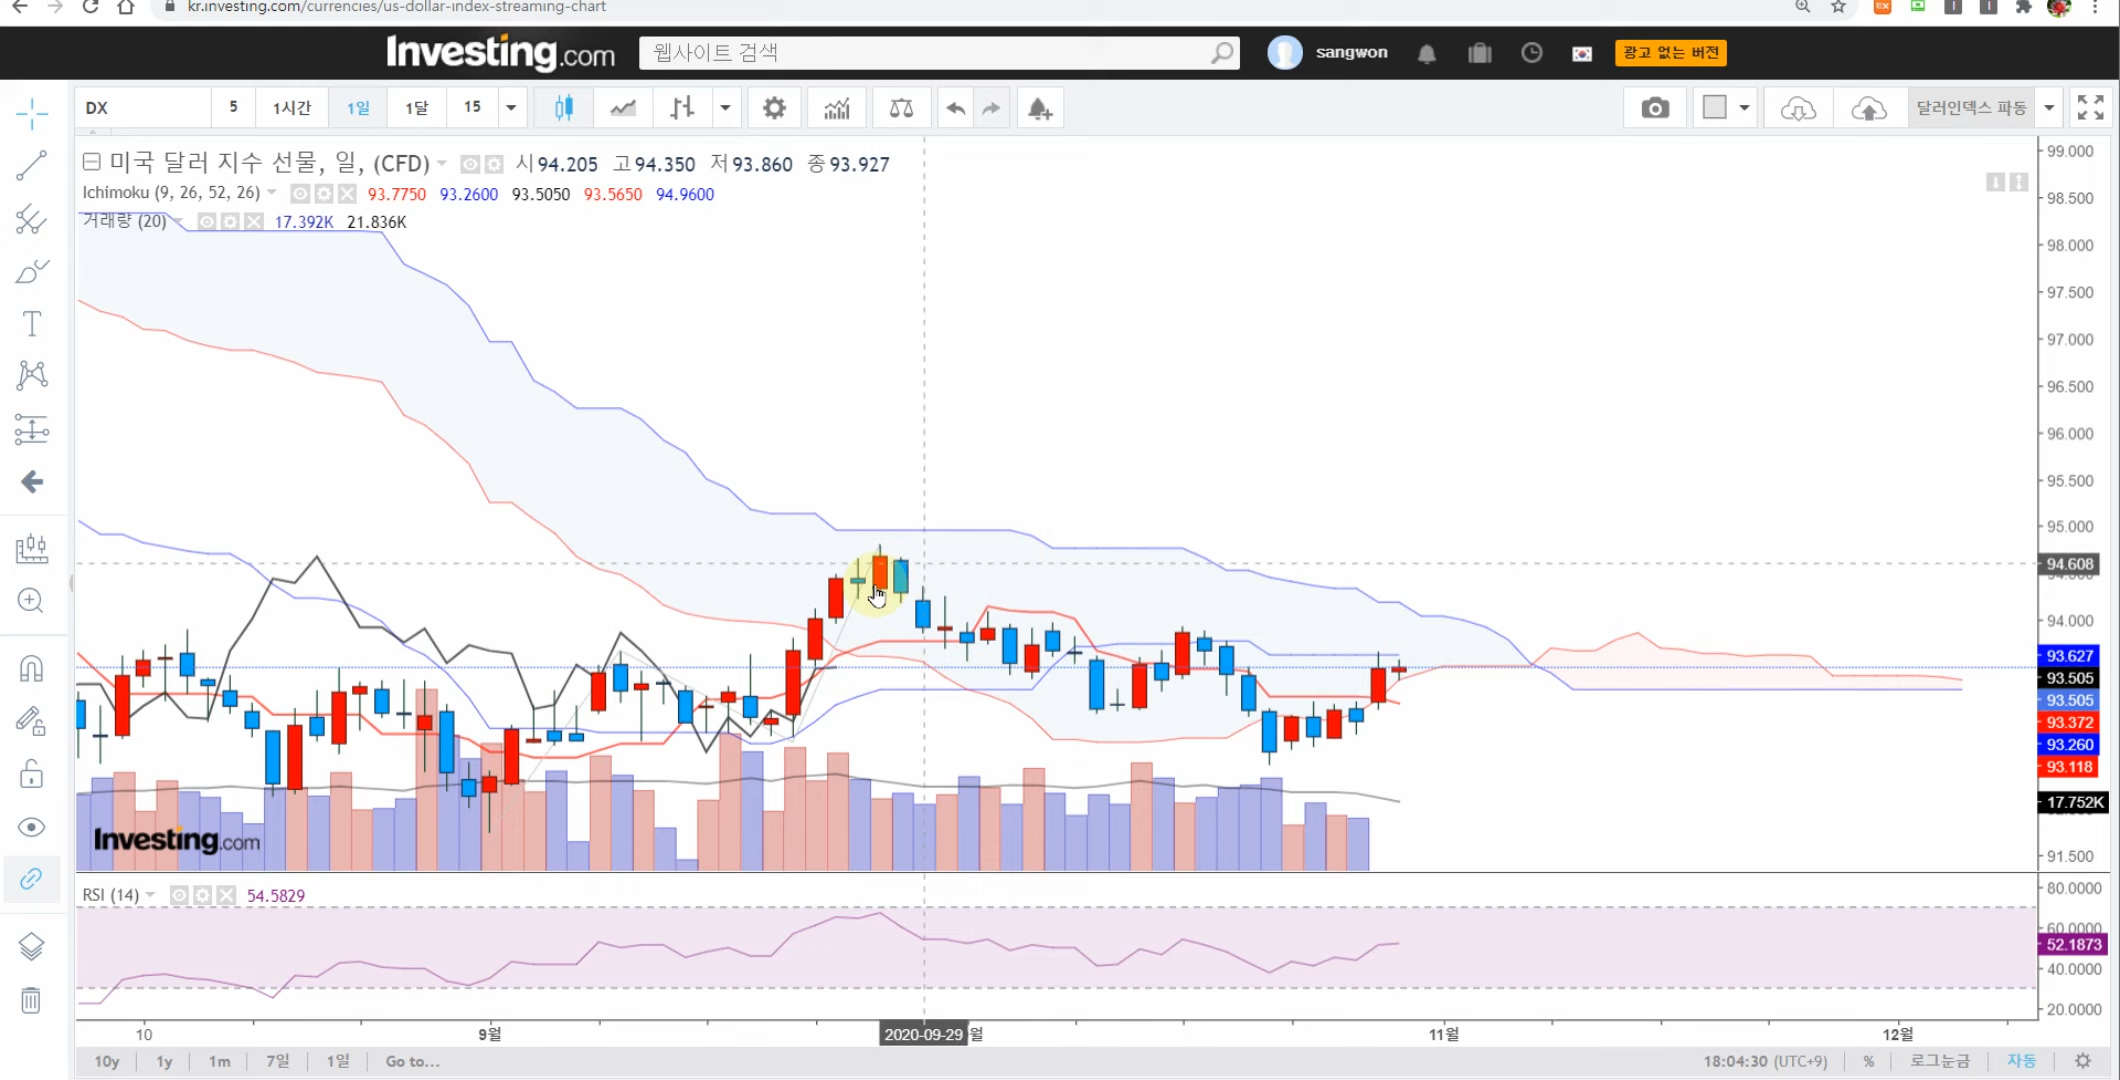 kr.investing.com/currencies/us-dollar-index-streaming-chart
Investing.com
웹사이트 검색
sangwon
광고 없는 버전
DX 5 1시간 1일 1달 15
달러인덱스 파동
미국 달러 지수 선물, 일, (CFD) 시94.205 고94.350 저93.860 종93.927
Ichimoku (9, 26, 52, 26) 93.7750 93.2600 93.5050 93.5650 94.9600
거래량 (20) 17.392K 21.836K
99.000
98.500
98.000
97.500
97.000
96.500
96.000
95.500
95.000
94.608
94.000
93.627
93.505
93.505
93.372
93.260
93.118
17.752K
91.500
Investing.com
RSI (14) 54.5829
80.0000
60.0000
52.1873
40.0000
20.0000
10 9월 2020-09-29 월 11월 12월
10y 1y 1m 7일 1일 Go to... 18:04:30 (UTC+9) % 로그눈금 자동